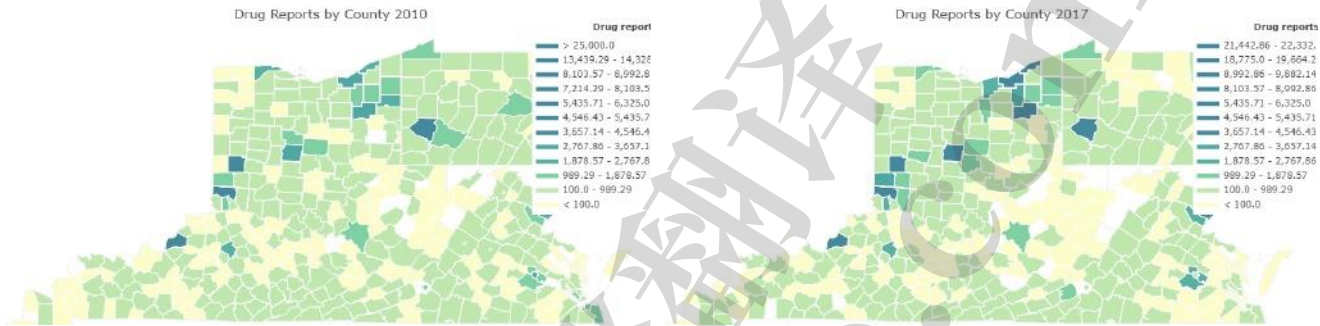 Drug Reports by County 2010
Drug report
> 25,000.0
13,439.29 - 14,328
8,103.57 - 8,992.8
7,214.29 - 8,103.5
5,435.71 - 6,325.0
4,546.43 - 5,435.7
3,657.14 - 4,546.4
2,767.86 - 3,657.1
1,878.57 - 2,767.8
989.29 - 1,878.57
100.0 - 989.29
< 100.0
Drug Reports by County 2017
Drug reports
21,442.86 - 22,332.
18,775.0 - 19,664.2
8,992.86 - 9,882.14
8,103.57 - 8,992.86
5,435.71 - 6,325.0
4,546.43 - 5,435.71
3,657.14 - 4,546.43
2,767.86 - 3,657.14
1,878.57 - 2,767.86
989.29 - 1,878.57
100.0 - 989.29
< 100.0
翔译
.com